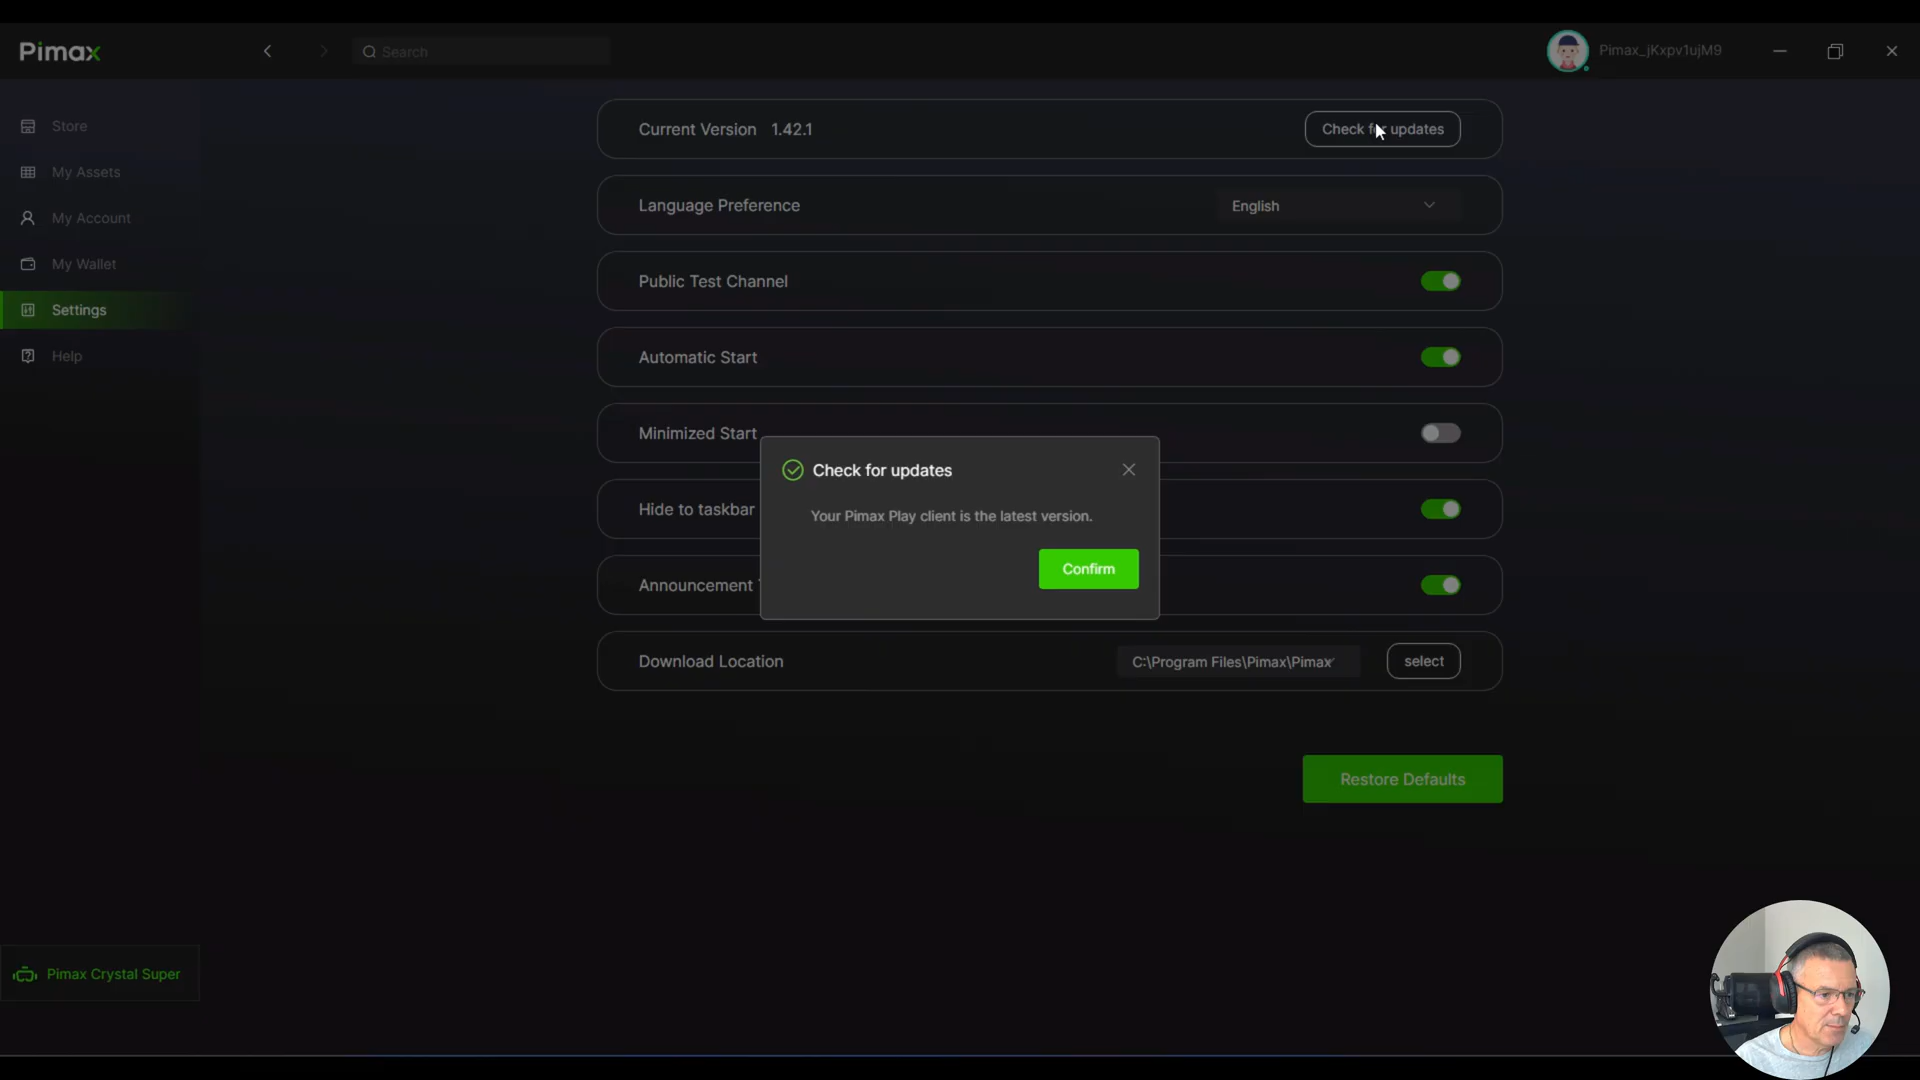 Pimax
Search
Pimax_jKxpv1ujM9
Store
My Assets
My Account
My Wallet
Settings
Help
Pimax Crystal Super
Current Version 1.42.1
Check for updates
Language Preference
English
Public Test Channel
Automatic Start
Minimized Start
Hide to taskbar
Announcement
Download Location
C:\Program Files\Pimax\Pimax
select
Restore Defaults
Check for updates
Your Pimax Play client is the latest version.
Confirm